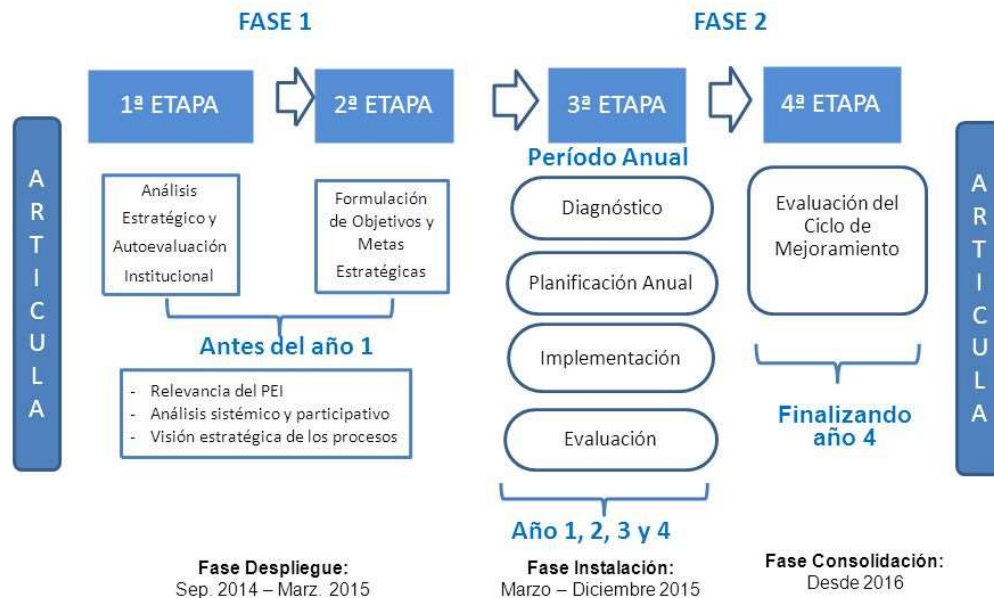 FASE 1
FASE 2
1ª ETAPA
2ª ETAPA
3ª ETAPA
4ª ETAPA
ARTICULA
Análisis
Estratégico y
Autoevaluación
Institucional
Formulación
de Objetivos y
Metas
Estratégicas
Antes del año 1
- Relevancia del PEI
- Análisis sistémico y participativo
- Visión estratégica de los procesos
Período Anual
Diagnóstico
Planificación Anual
Implementación
Evaluación
Año 1, 2, 3 y 4
Evaluación del
Ciclo de
Mejoramiento
Finalizando
año 4
ARTICULA
Fase Despliegue:
Sep. 2014 – Marz. 2015
Fase Instalación:
Marzo – Diciembre 2015
Fase Consolidación:
Desde 2016